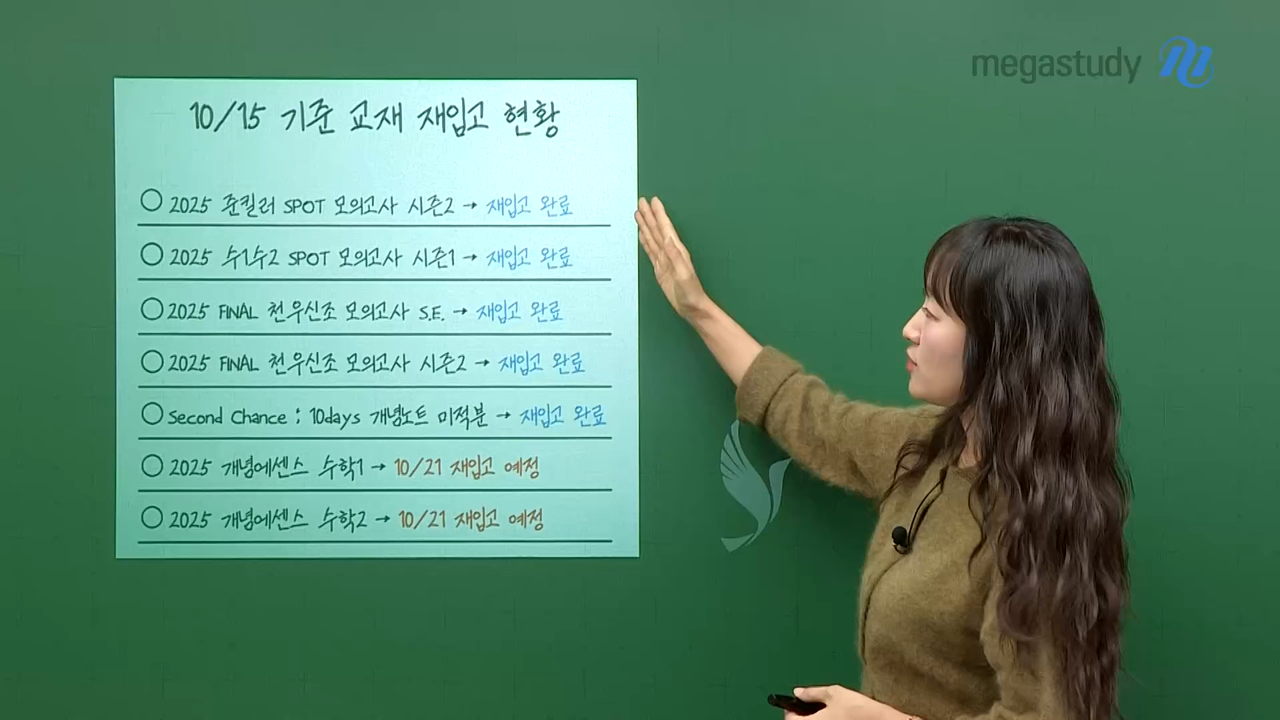 megastudy
10/15 기준 교재 재입고 현황
2025 준킬러 SPOT 모의고사 시즌2 → 재입고 완료
2025 수1수2 SPOT 모의고사 시즌1 → 재입고 완료
2025 FINAL 천우신조 모의고사 S.E. → 재입고 완료
2025 FINAL 천우신조 모의고사 시즌2 → 재입고 완료
Second Chance : 10days 개념노트 미적분 → 재입고 완료
2025 개념에센스 수학1 → 10/21 재입고 예정
2025 개념에센스 수학2 → 10/21 재입고 예정